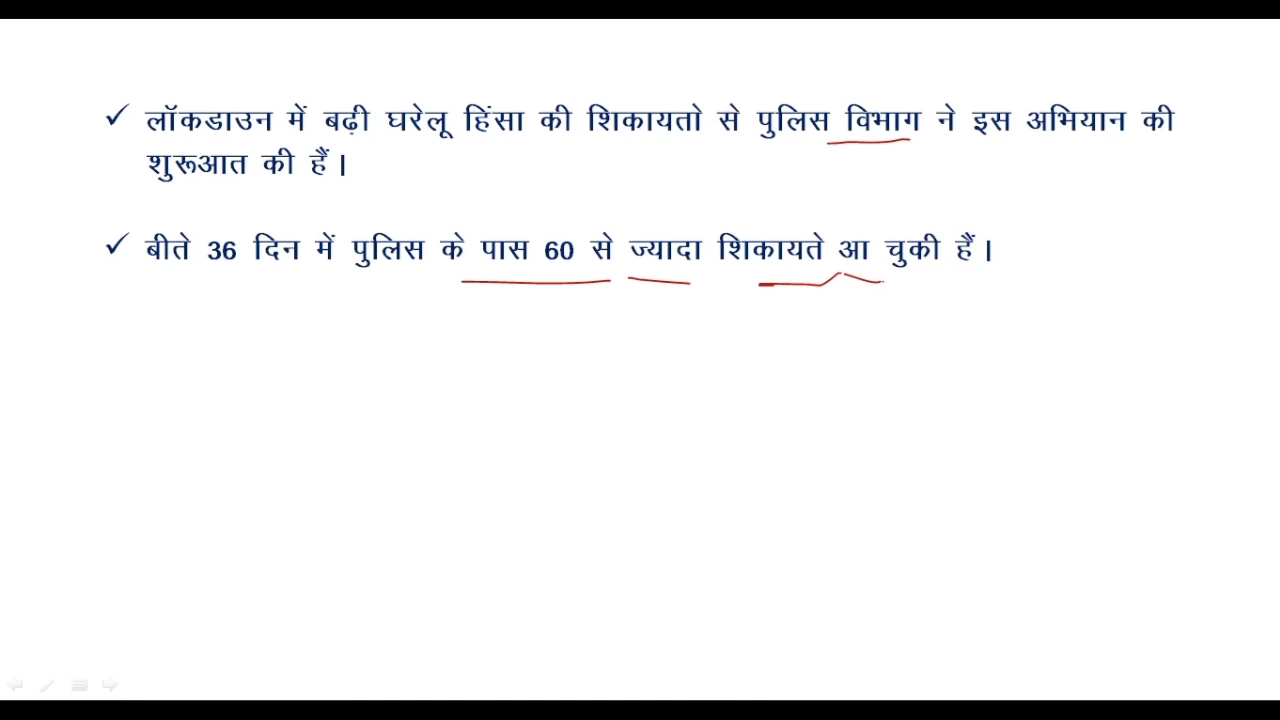 ✓ लॉकडाउन में बढ़ी घरेलू हिंसा की शिकायतो से पुलिस विभाग ने इस अभियान की
शुरूआत की हैं।
✓ बीते 36 दिन में पुलिस के पास 60 से ज्यादा शिकायते आ चुकी हैं।